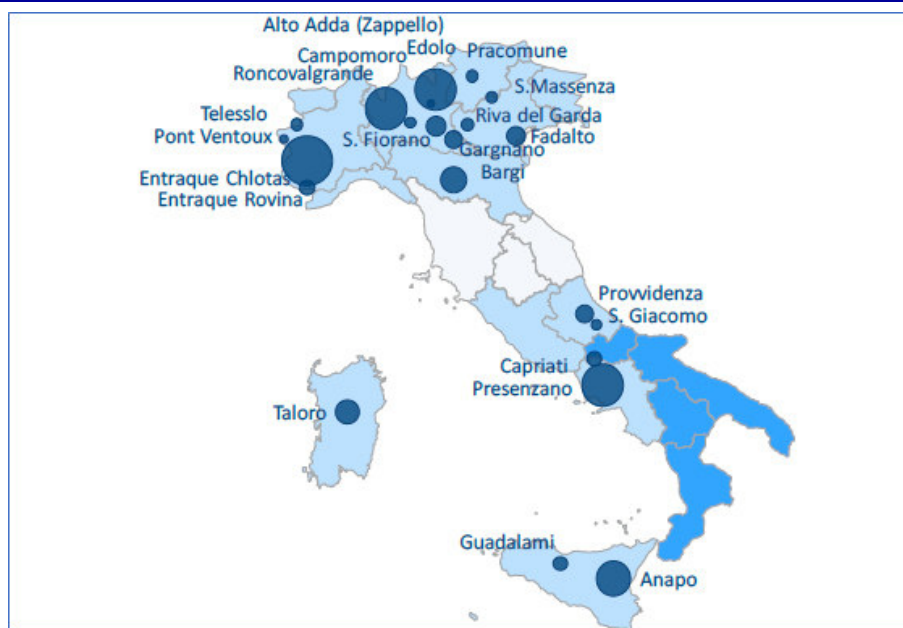 Alto Adda (Zappello)
Campomoro
Edolo
Pracomune
Roncovalgrande
S.Massenza
Telesslo
Riva del Garda
Pont Ventoux
S. Fiorano
Fadalto
Gargnano
Entraque Chlotas
Bargi
Entraque Rovina
Provvidenza
S. Giacomo
Capriati
Presenzano
Taloro
Guadalami
Anapo